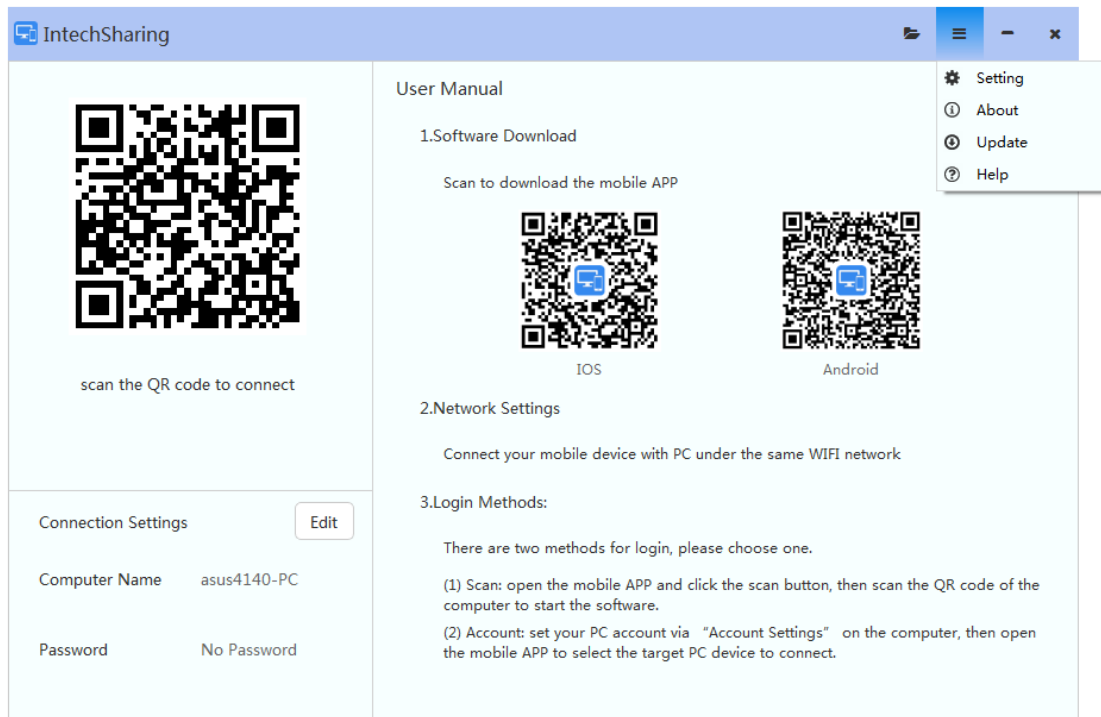 IntechSharing
Setting
About
Update
Help
scan the QR code to connect
Connection Settings
Edit
Computer Name asus4140-PC
Password No Password
User Manual
1.Software Download
Scan to download the mobile APP
IOS
Android
2.Network Settings
Connect your mobile device with PC under the same WIFI network
3.Login Methods:
There are two methods for login, please choose one.
(1) Scan: open the mobile APP and click the scan button, then scan the QR code of the
computer to start the software.
(2) Account: set your PC account via “Account Settings” on the computer, then open
the mobile APP to select the target PC device to connect.